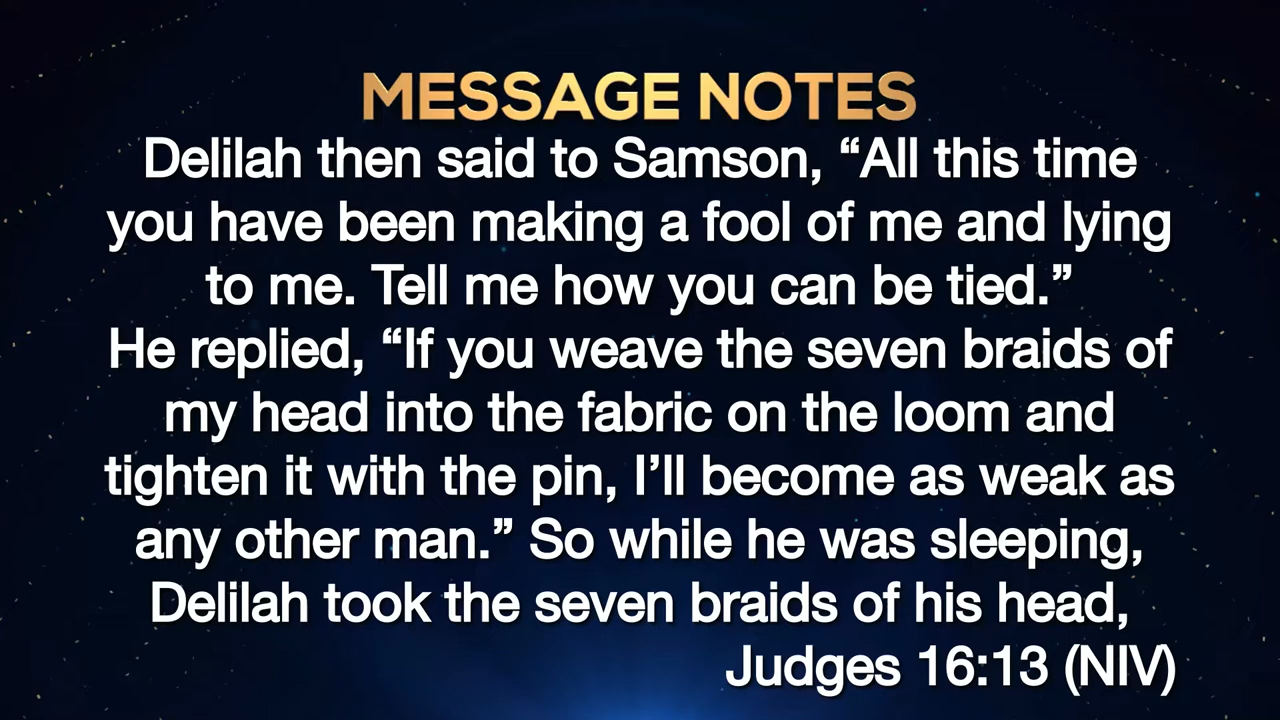 MESSAGE NOTES
Delilah then said to Samson, “All this time
you have been making a fool of me and lying
to me. Tell me how you can be tied.”
He replied, “If you weave the seven braids of
my head into the fabric on the loom and
tighten it with the pin, I’ll become as weak as
any other man.” So while he was sleeping,
Delilah took the seven braids of his head,
Judges 16:13 (NIV)